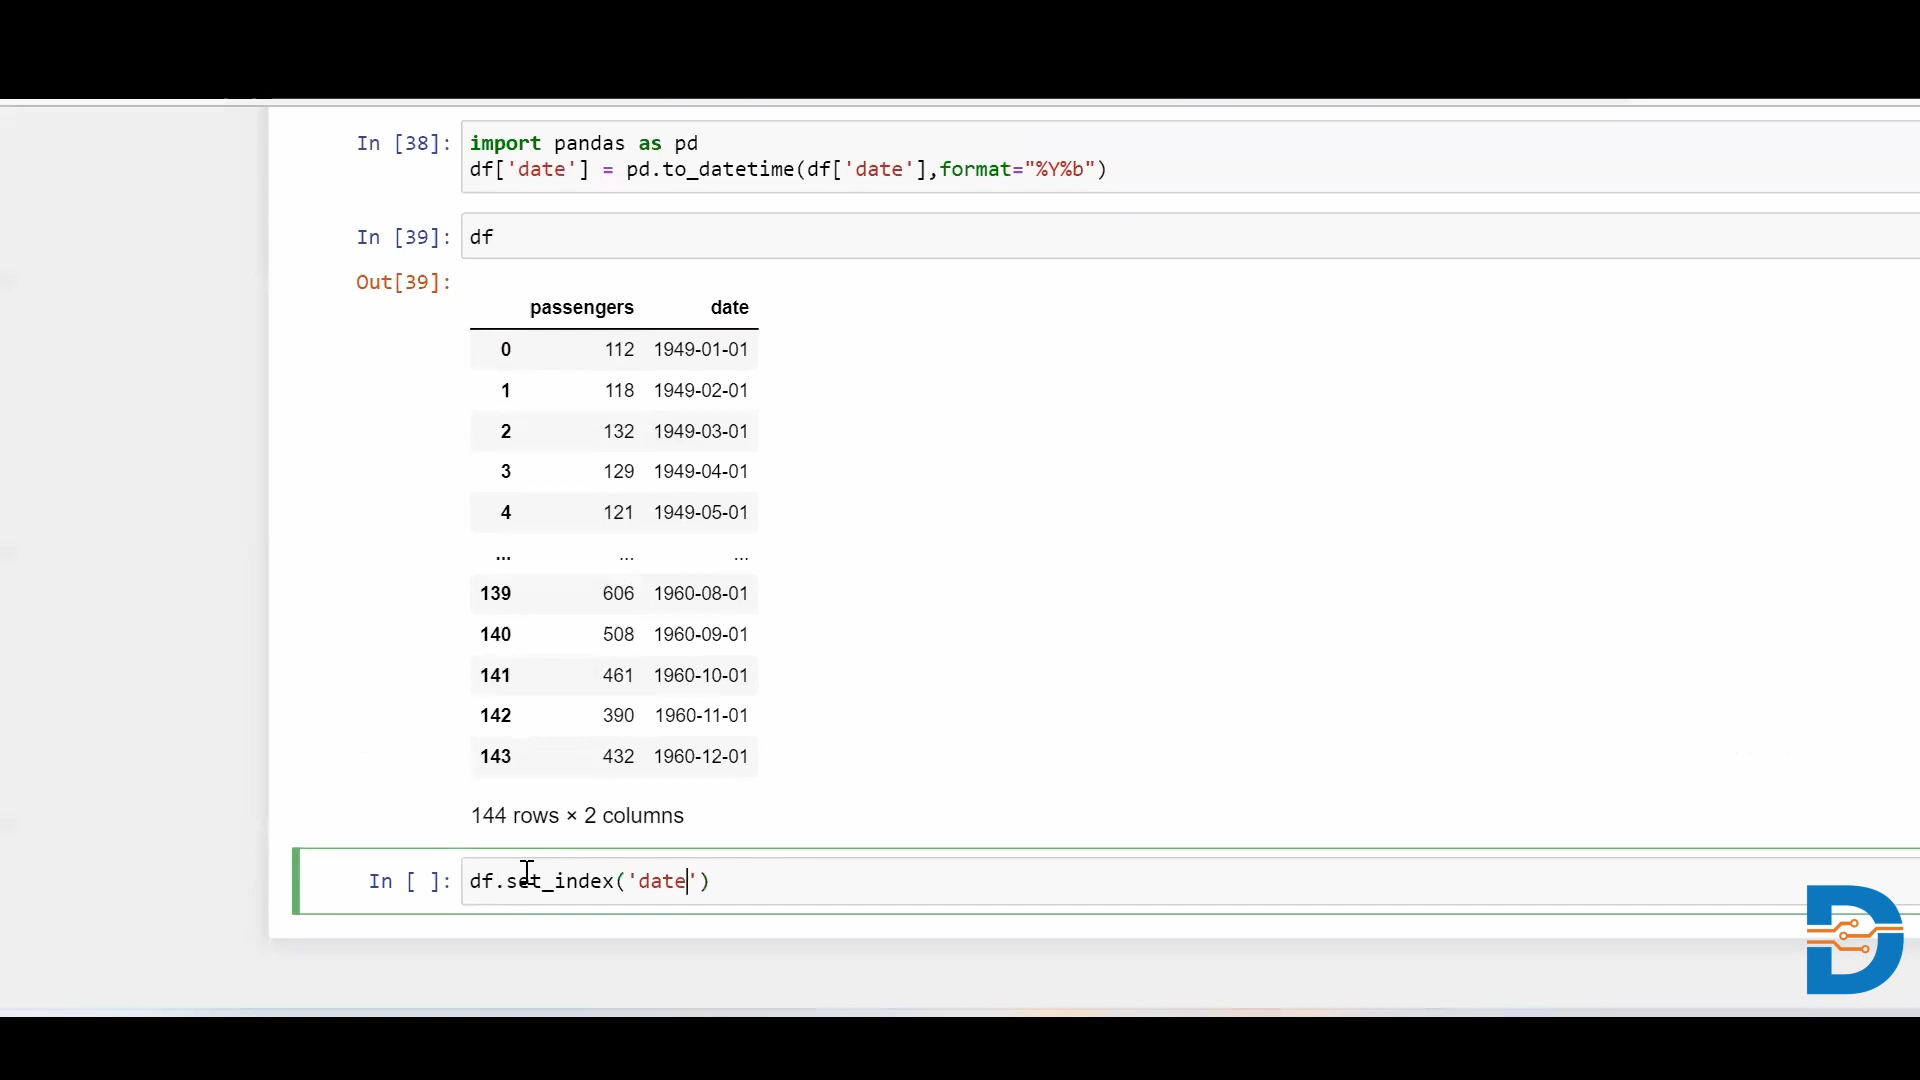 In [38]: import pandas as pd
df['date'] = pd.to_datetime(df['date'],format="%Y%b")
In [39]: df
Out[39]:
passengers date
0 112 1949-01-01
1 118 1949-02-01
2 132 1949-03-01
3 129 1949-04-01
4 121 1949-05-01
... ... ...
139 606 1960-08-01
140 508 1960-09-01
141 461 1960-10-01
142 390 1960-11-01
143 432 1960-12-01
144 rows × 2 columns
In [ ]: df.set_index('date')